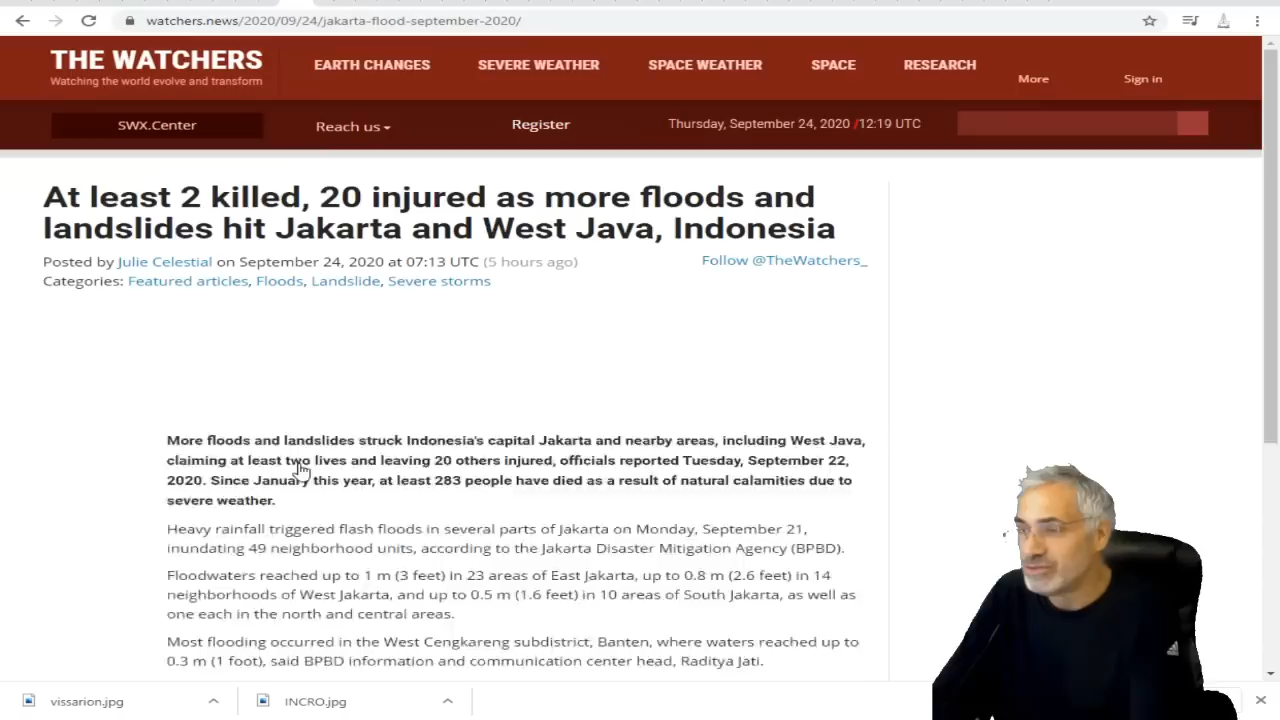 watchers.news/2020/09/24/jakarta-flood-september-2020/
THE WATCHERS
Watching the world evolve and transform
EARTH CHANGES
SEVERE WEATHER
SPACE WEATHER
SPACE
RESEARCH
More
Sign in
SWX.Center
Reach us
Register
Thursday, September 24, 2020 /12:19 UTC
At least 2 killed, 20 injured as more floods and
landslides hit Jakarta and West Java, Indonesia
Posted by Julie Celestial on September 24, 2020 at 07:13 UTC (5 hours ago)
Follow @TheWatchers_
Categories: Featured articles, Floods, Landslide, Severe storms
More floods and landslides struck Indonesia's capital Jakarta and nearby areas, including West Java,
claiming at least two lives and leaving 20 others injured, officials reported Tuesday, September 22,
2020. Since January this year, at least 283 people have died as a result of natural calamities due to
severe weather.
Heavy rainfall triggered flash floods in several parts of Jakarta on Monday, September 21,
inundating 49 neighborhood units, according to the Jakarta Disaster Mitigation Agency (BPBD).
Floodwaters reached up to 1 m (3 feet) in 23 areas of East Jakarta, up to 0.8 m (2.6 feet) in 14
neighborhoods of West Jakarta, and up to 0.5 m (1.6 feet) in 10 areas of South Jakarta, as well as
one each in the north and central areas.
Most flooding occurred in the West Cengkareng subdistrict, Banten, where waters reached up to
0.3 m (1 foot), said BPBD information and communication center head, Raditya Jati.
vissarion.jpg
INCRO.jpg